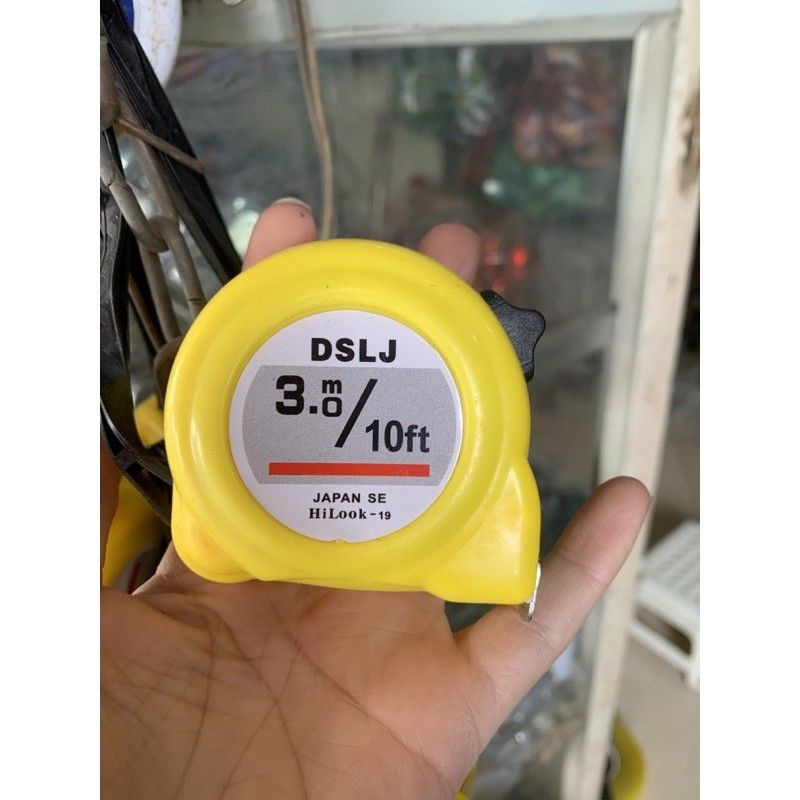 DSLJ
3.0m/10ft
JAPAN SE
HiLook-19